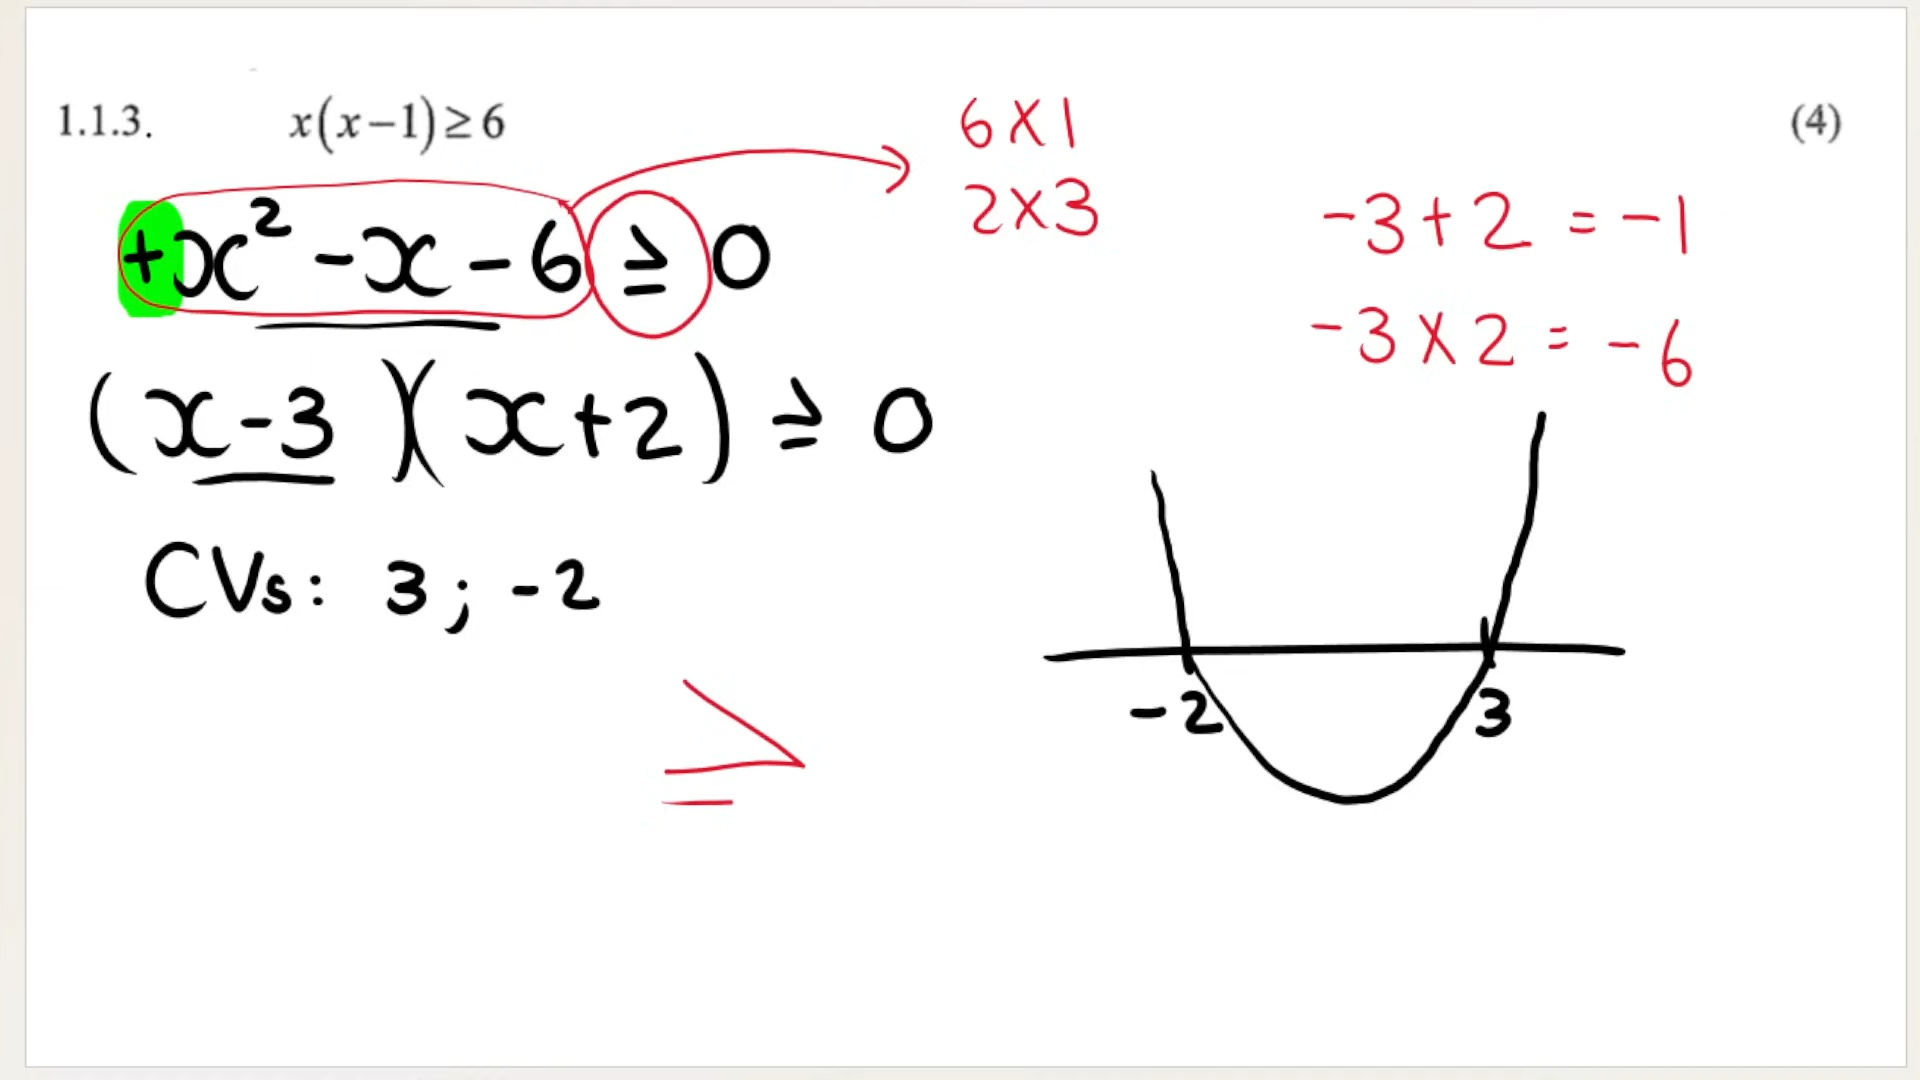 1.1.3. x(x−1)≥6 (4)
6×1
2×3
+x² -x -6 ≥ 0
-3+2 = -1
-3×2 = -6
(x-3)(x+2) ≥ 0
CVs: 3; -2
≥
-2 3